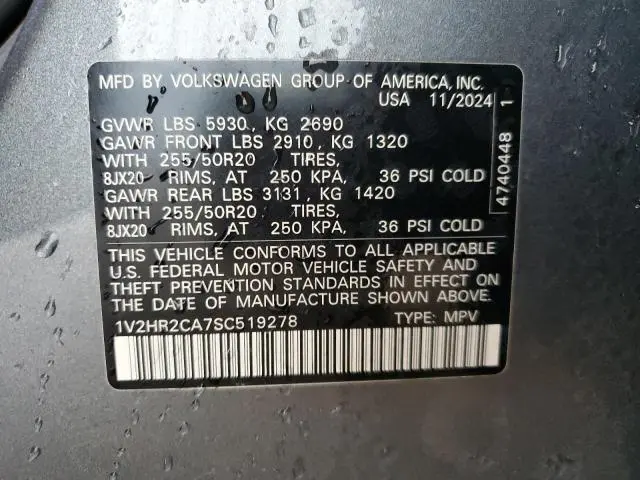 MFD BY VOLKSWAGEN GROUP OF AMERICA, INC.
USA 11/2024
GVWR LBS 5930, KG 2690
GAWR FRONT LBS 2910, KG 1320
WITH 255/50R20 TIRES,
8JX20 RIMS, AT 250 KPA, 36 PSI COLD
GAWR REAR LBS 3131, KG 1420
WITH 255/50R20 TIRES,
8JX20 RIMS, AT 250 KPA, 36 PSI COLD
THIS VEHICLE CONFORMS TO ALL APPLICABLE
U.S. FEDERAL MOTOR VEHICLE SAFETY AND
THEFT PREVENTION STANDARDS IN EFFECT ON
THE DATE OF MANUFACTURE SHOWN ABOVE.
1V2HR2CA7SC519278 TYPE: MPV
4740448 1